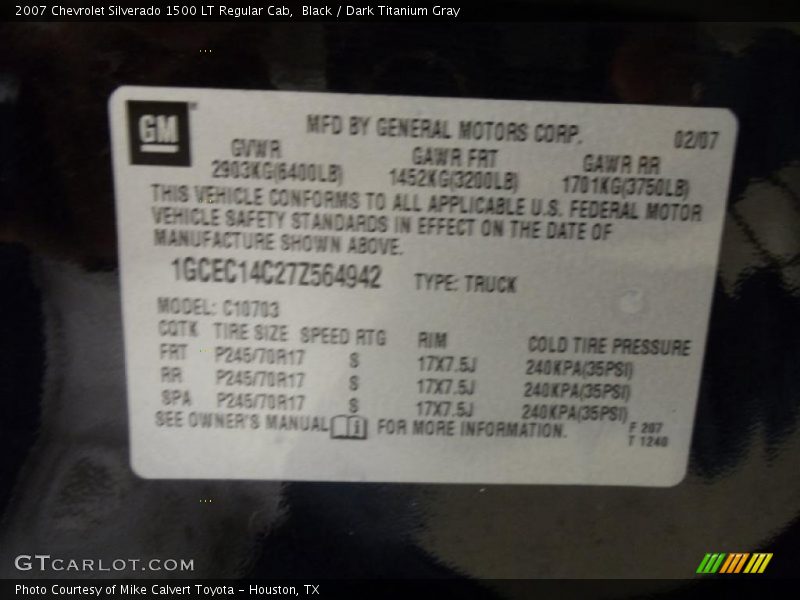 2007 Chevrolet Silverado 1500 LT Regular Cab,  Black / Dark Titanium Gray
GM
MFD BY GENERAL MOTORS CORP. 02/07
GVWR GAWR FRT GAWR RR
2903KG(6400LB) 1452KG(3200LB) 1701KG(3750LB)
THIS VEHICLE CONFORMS TO ALL APPLICABLE U.S. FEDERAL MOTOR
VEHICLE SAFETY STANDARDS IN EFFECT ON THE DATE OF
MANUFACTURE SHOWN ABOVE.
1GCEC14C27Z564942 TYPE: TRUCK
MODEL: C10703
CQTK TIRE SIZE SPEED RTG RIM COLD TIRE PRESSURE
FRT P245/70R17 S 17X7.5J 240KPA(35PSI)
RR P245/70R17 S 17X7.5J 240KPA(35PSI)
SPA P245/70R17 S 17X7.5J 240KPA(35PSI)
SEE OWNER'S MANUAL FOR MORE INFORMATION.
F 207
T 1240
GTCARLOT.COM
Photo Courtesy of Mike Calvert Toyota – Houston, TX